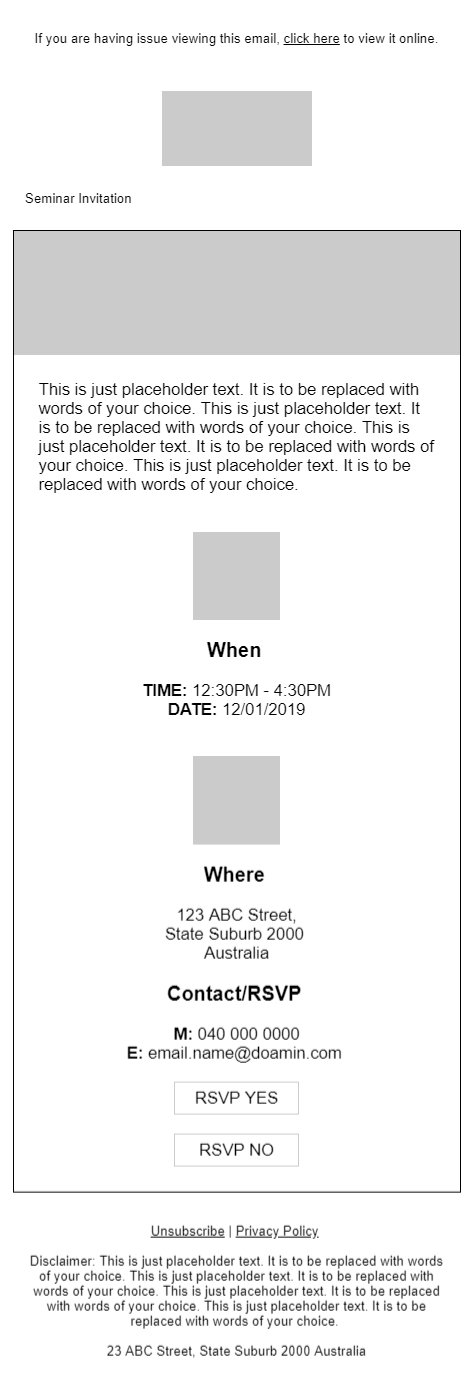 If you are having issue viewing this email, click here to view it online.
Seminar Invitation
This is just placeholder text. It is to be replaced with
words of your choice. This is just placeholder text. It
is to be replaced with words of your choice. This is
just placeholder text. It is to be replaced with words of
your choice. This is just placeholder text. It is to be
replaced with words of your choice.
When
TIME: 12:30PM - 4:30PM
DATE: 12/01/2019
Where
123 ABC Street,
State Suburb 2000
Australia
Contact/RSVP
M: 040 000 0000
E: email.name@doamin.com
RSVP YES
RSVP NO
Unsubscribe | Privacy Policy
Disclaimer: This is just placeholder text. It is to be replaced with words
of your choice. This is just placeholder text. It is to be replaced with
words of your choice. This is just placeholder text. It is to be replaced
with words of your choice. This is just placeholder text. It is to be
replaced with words of your choice.
23 ABC Street, State Suburb 2000 Australia